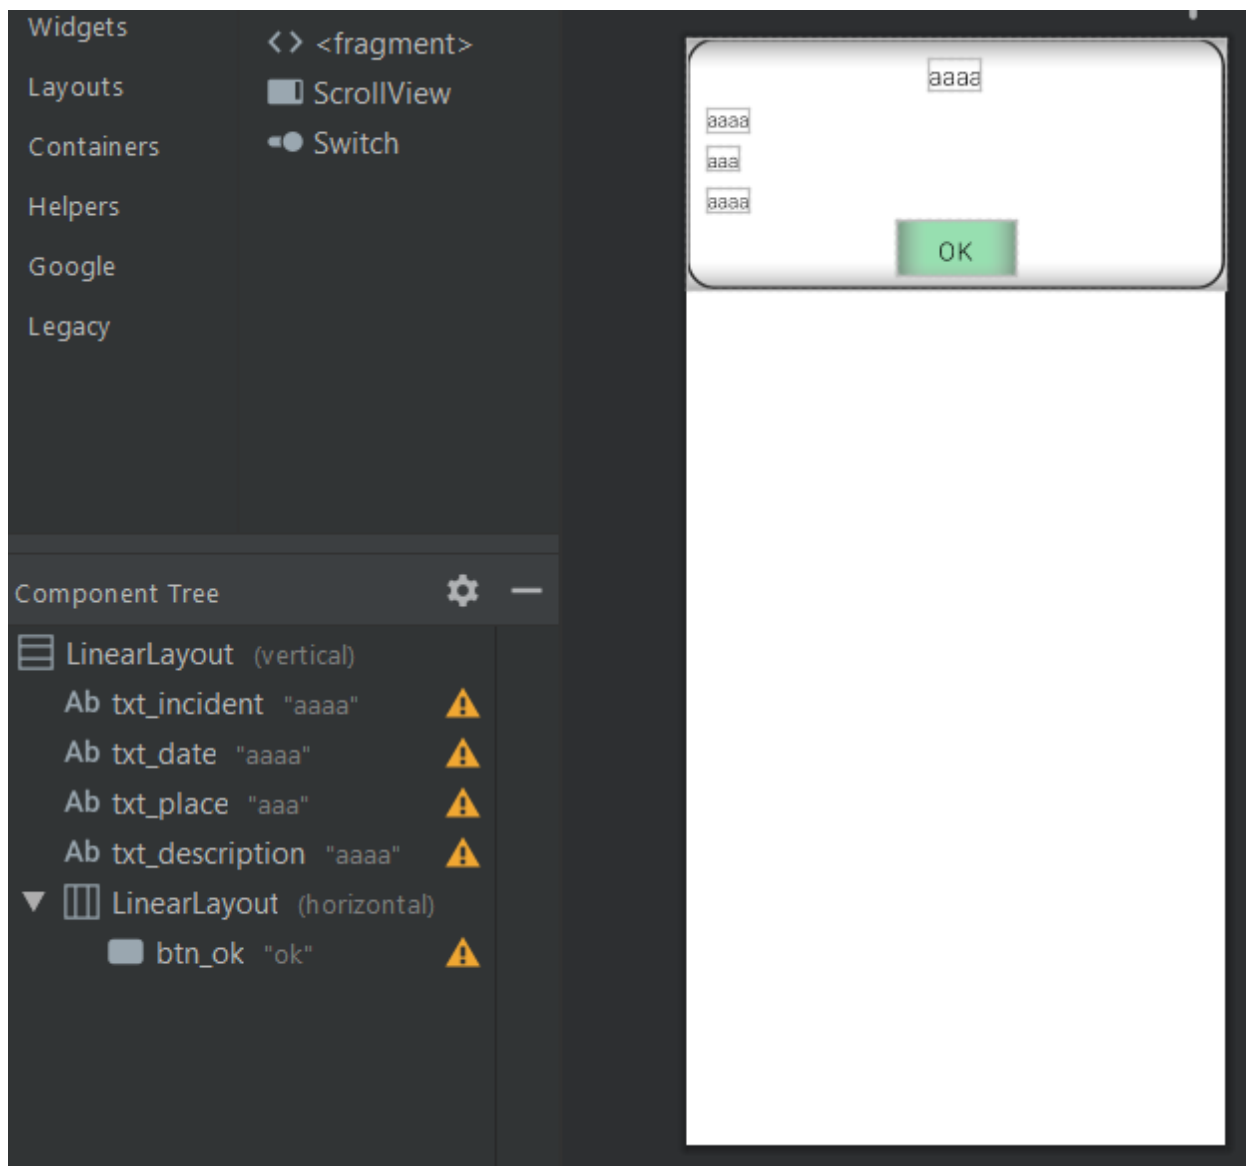 Widgets
Layouts
Containers
Helpers
Google
Legacy
<> <fragment>
ScrollView
Switch
Component Tree
LinearLayout (vertical)
Ab txt_incident "aaaa"
Ab txt_date "aaaa"
Ab txt_place "aaa"
Ab txt_description "aaaa"
LinearLayout (horizontal)
btn_ok "ok"
aaaa
aaaa
aaa
aaaa
OK